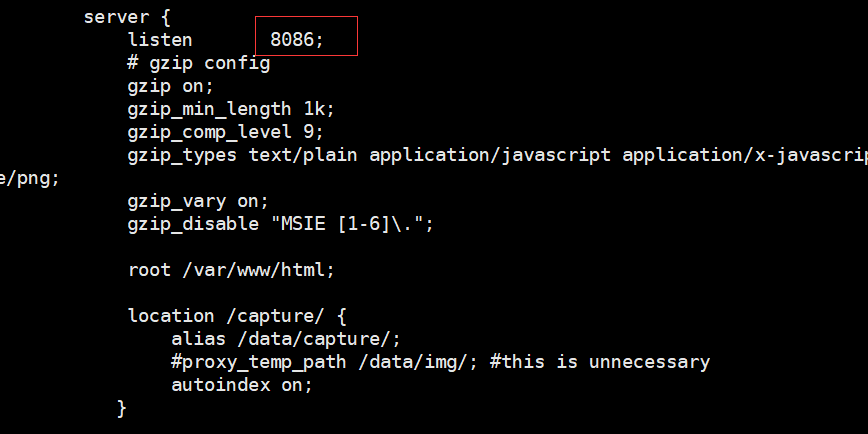 server {
listen 8086;
# gzip config
gzip on;
gzip_min_length 1k;
gzip_comp_level 9;
gzip_types text/plain application/javascript
e/png;
gzip_vary on;
gzip_disable "MSIE [1-6]\.";
root /var/www/html;
location /capture/ {
alias /data/capture/;
#proxy_temp_path /data/img/; #this is unnecessary
autoindex on;
}